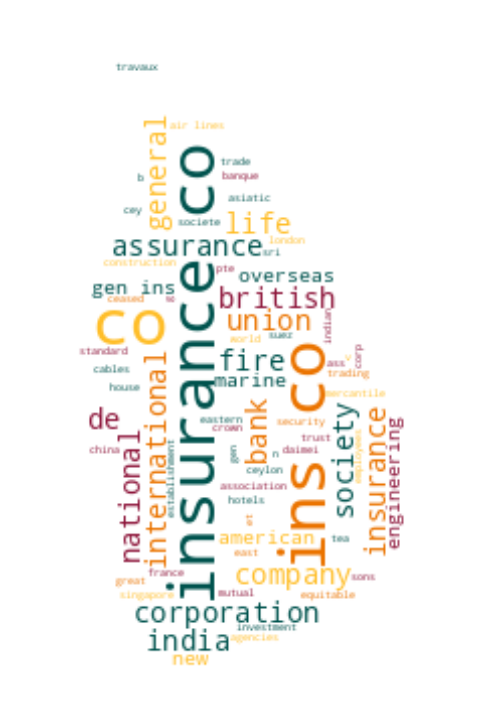 travaux
general
air lines
co
trade
banque
b
asiatic
cey
societe
life
assurance
london
sri
construction
pte
gen ins
overseas
ceased
se
british
insurance co
co
union
indian
world
suez
standard
fire
ass
c
corp
cables
marine
trading
house
mercantile
ins co
international
de
national
bank
eastern
crown
security
society
insurance
engineering
trust
employers
china
establishment
gen
n
daimei
ceylon
association
hotels
et
american
tea
east
france
company
sons
great
singapore
mutual
equitable
corporation
investment
india
agencies
new